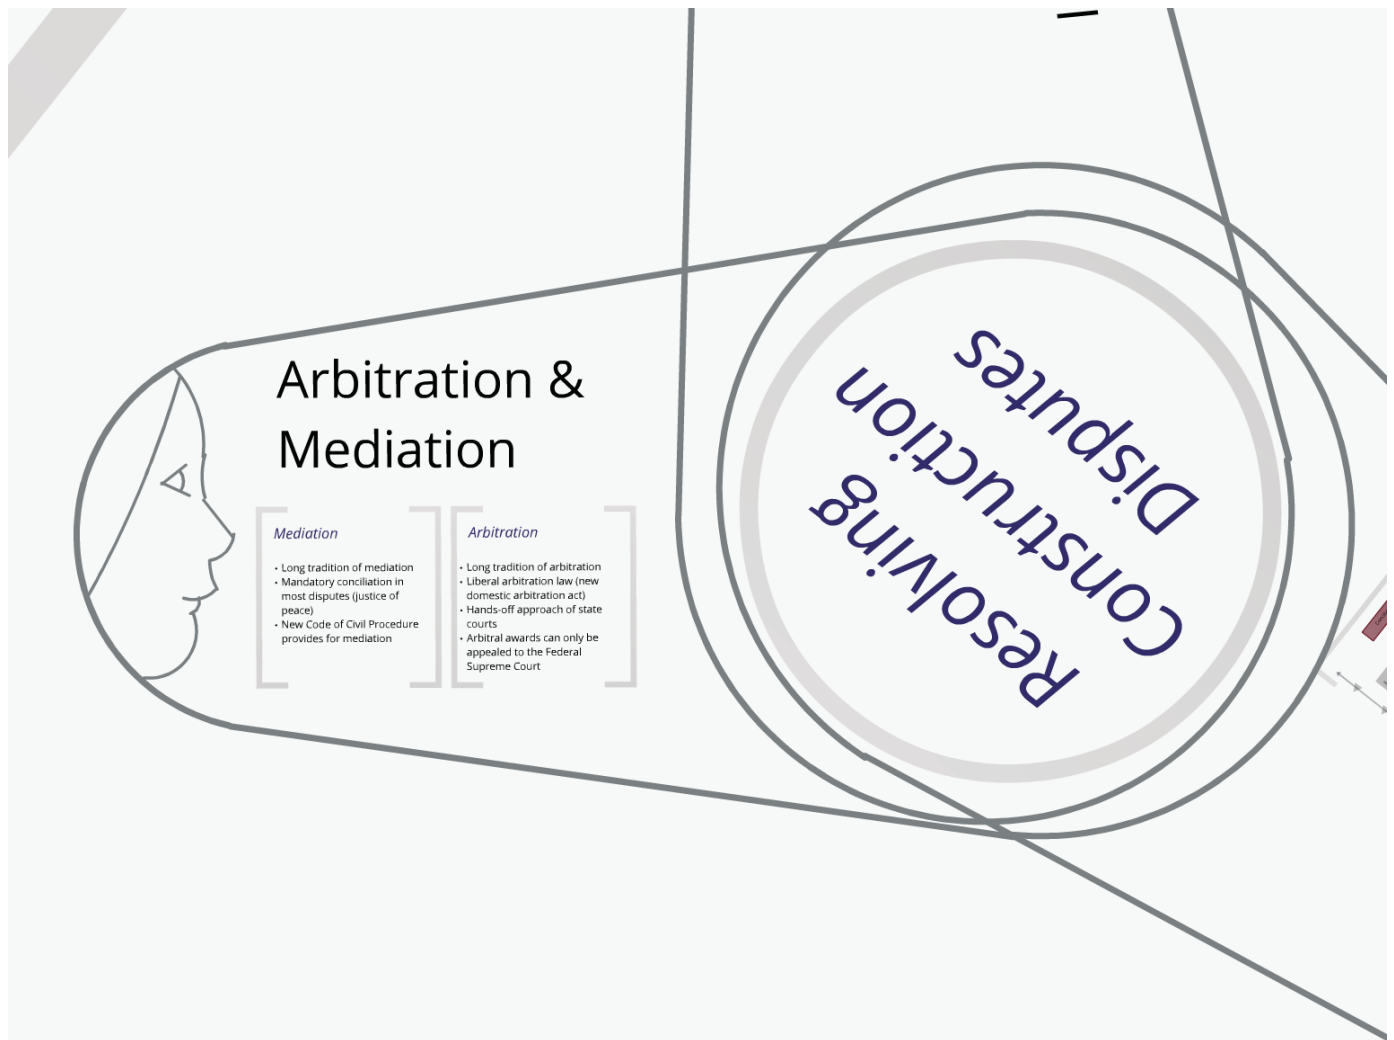 Arbitration &
Mediation
Mediation
• Long tradition of mediation
• Mandatory conciliation in
most disputes (justice of
peace)
• New Code of Civil Procedure
provides for mediation
Arbitration
• Long tradition of arbitration
• Liberal arbitration law (new
domestic arbitration act)
• Hands-off approach of state
courts
• Arbitral awards can only be
appealed to the Federal
Supreme Court
Resolving
Construction
Disputes